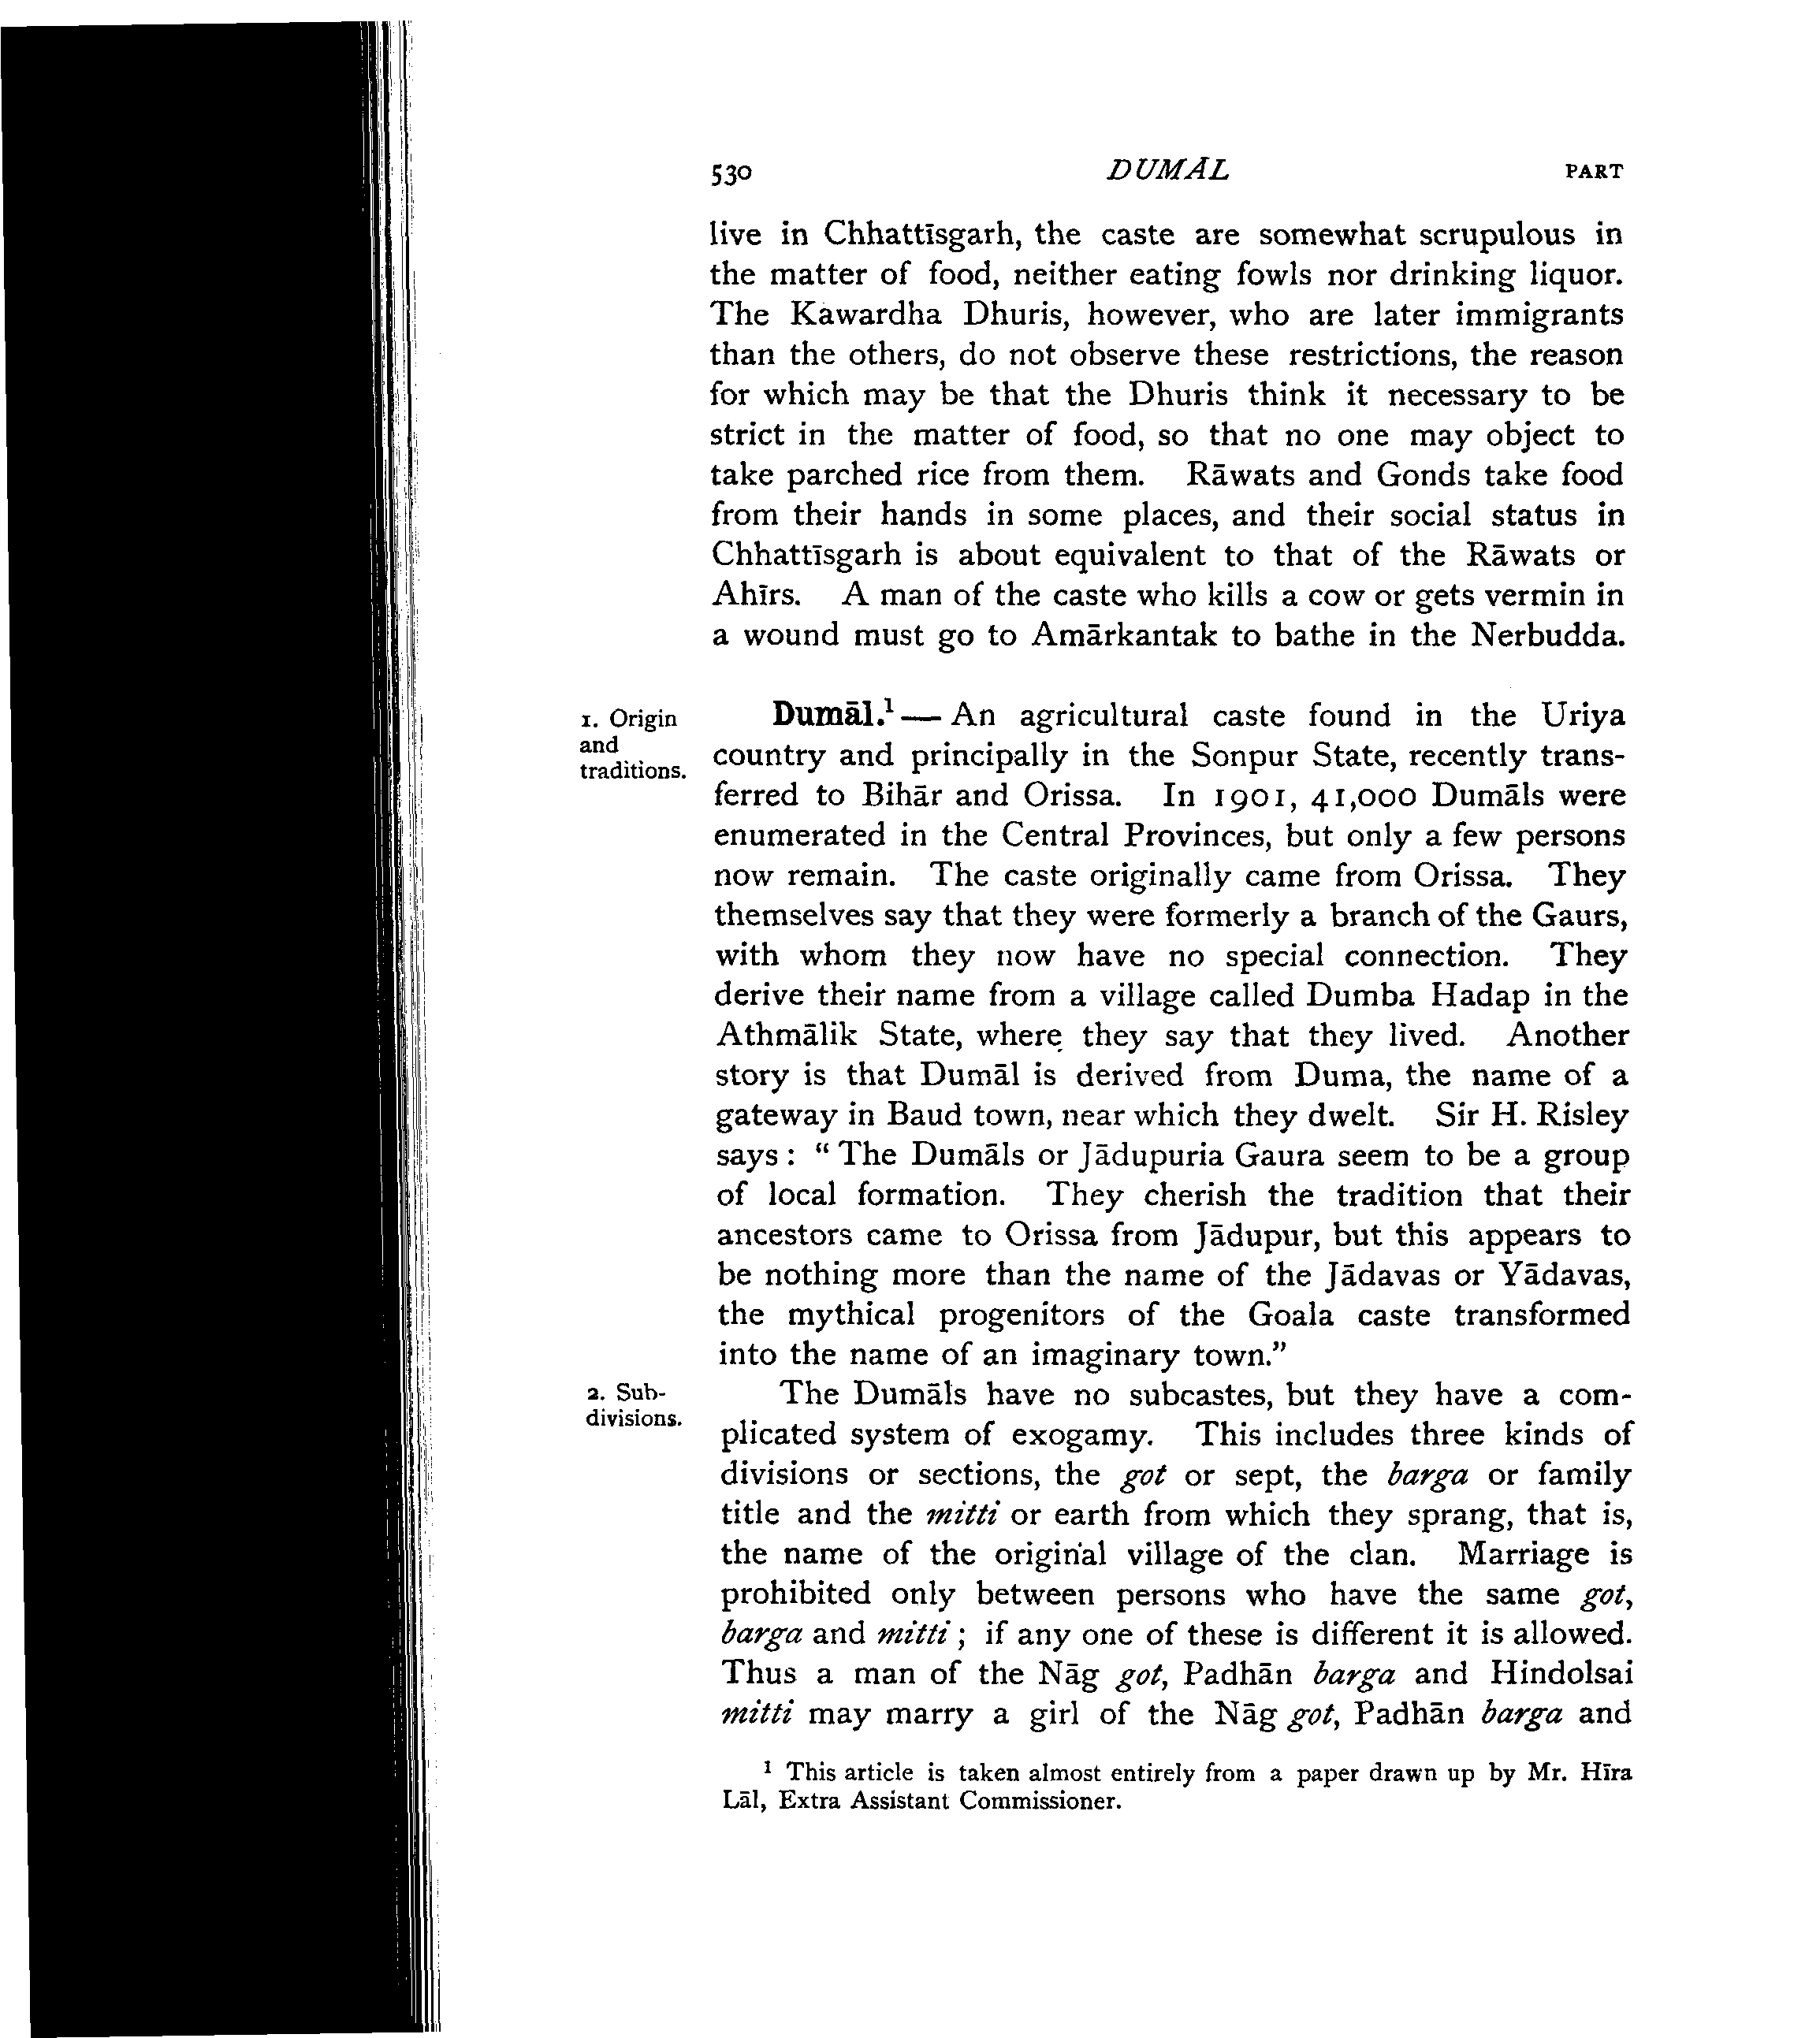 530 DUMĀL PART
live in Chhattīsgarh, the caste are somewhat scrupulous in
the matter of food, neither eating fowls nor drinking liquor.
The Kawardha Dhuris, however, who are later immigrants
than the others, do not observe these restrictions, the reason
for which may be that the Dhuris think it necessary to be
strict in the matter of food, so that no one may object to
take parched rice from them. Rāwats and Gonds take food
from their hands in some places, and their social status in
Chhattīsgarh is about equivalent to that of the Rāwats or
Ahīrs. A man of the caste who kills a cow or gets vermin in
a wound must go to Amārkantak to bathe in the Nerbudda.
1. Origin
and
traditions.
Dumāl.¹— An agricultural caste found in the Uriya
country and principally in the Sonpur State, recently trans-
ferred to Bihār and Orissa. In 1901, 41,000 Dumāls were
enumerated in the Central Provinces, but only a few persons
now remain. The caste originally came from Orissa. They
themselves say that they were formerly a branch of the Gaurs,
with whom they now have no special connection. They
derive their name from a village called Dumba Hadap in the
Athmālik State, where they say that they lived. Another
story is that Dumāl is derived from Duma, the name of a
gateway in Baud town, near which they dwelt. Sir H. Risley
says : “ The Dumāls or Jādupuria Gaura seem to be a group
of local formation. They cherish the tradition that their
ancestors came to Orissa from Jādupur, but this appears to
be nothing more than the name of the Jādavas or Yādavas,
the mythical progenitors of the Goala caste transformed
into the name of an imaginary town.”
2. Sub-
divisions.
The Dumāls have no subcastes, but they have a com-
plicated system of exogamy. This includes three kinds of
divisions or sections, the got or sept, the barga or family
title and the mitti or earth from which they sprang, that is,
the name of the original village of the clan. Marriage is
prohibited only between persons who have the same got,
barga and mitti ; if any one of these is different it is allowed.
Thus a man of the Nāg got, Padhān barga and Hindolsai
mitti may marry a girl of the Nāg got, Padhān barga and
¹ This article is taken almost entirely from a paper drawn up by Mr. Hīra
Lāl, Extra Assistant Commissioner.